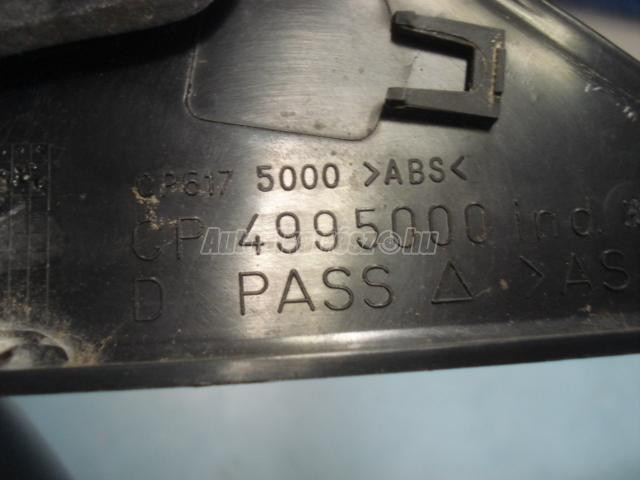 CP617 5000 >ABS<
CP 4995000 Ind.
D PASS △ >AS